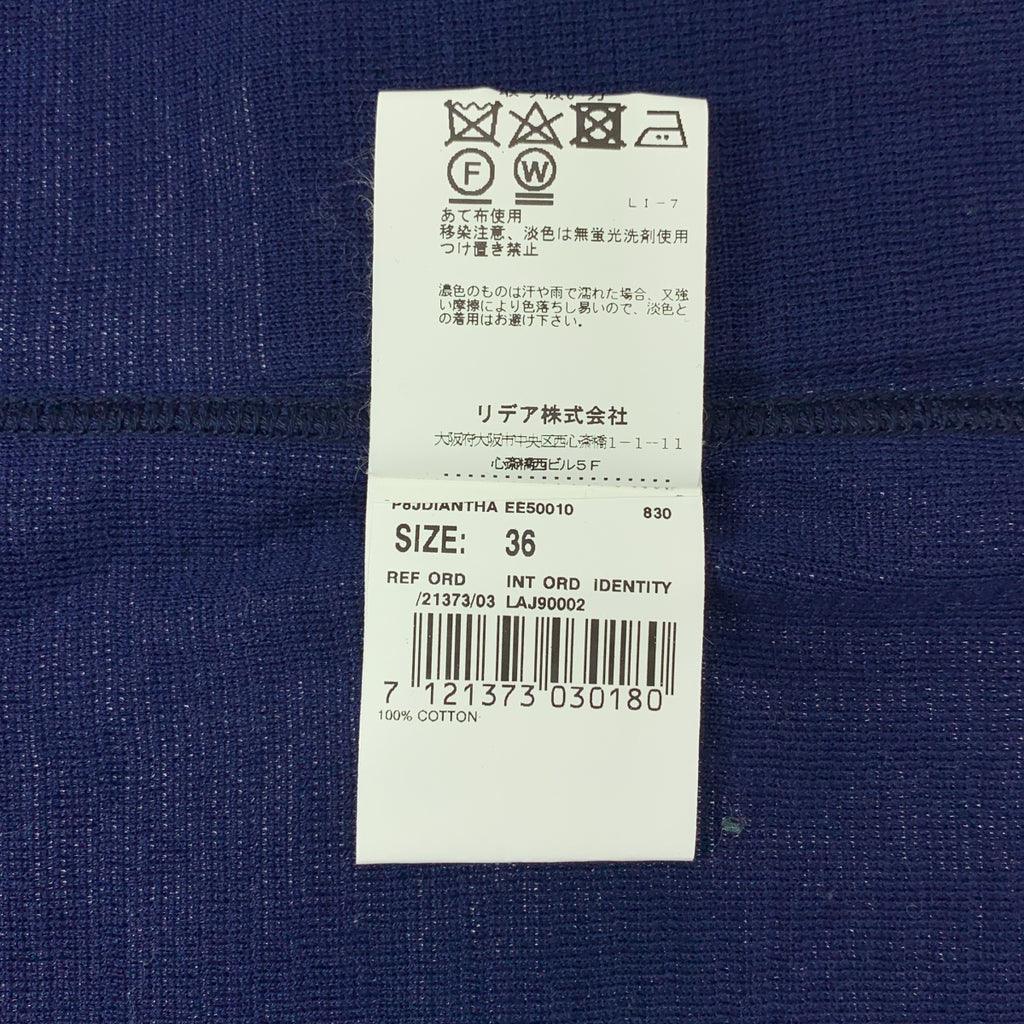 F W
LI-7
あて布使用
移染注意、淡色は無蛍光洗剤使用
つけ置き禁止
濃色のものは汗や雨で濡れた場合、又強
い摩擦により色落ちし易いので、淡色と
の着用はお避け下さい。
リデア株式会社
大阪府大阪市中央区西心斎橋1-1--11
心斎橋西ビル5F
P8JDIANTHA EE50010 830
SIZE: 36
REF ORD INT ORD IDENTITY
/21373/03 LAJ90002
7 121373 030180
100% COTTON